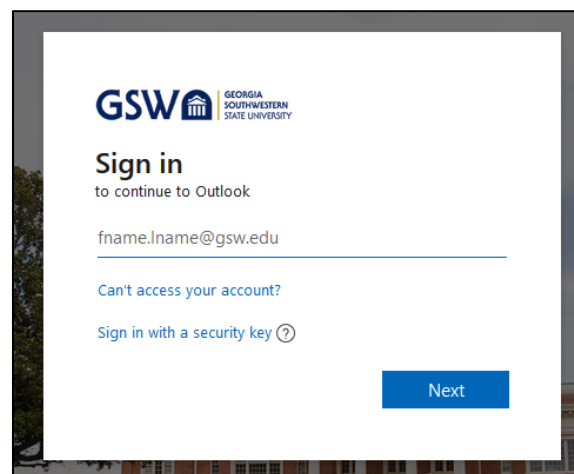 GSW
GEORGIA
SOUTHWESTERN
STATE UNIVERSITY
Sign in
to continue to Outlook
fname.lname@gsw.edu
Can't access your account?
Sign in with a security key ?
Next